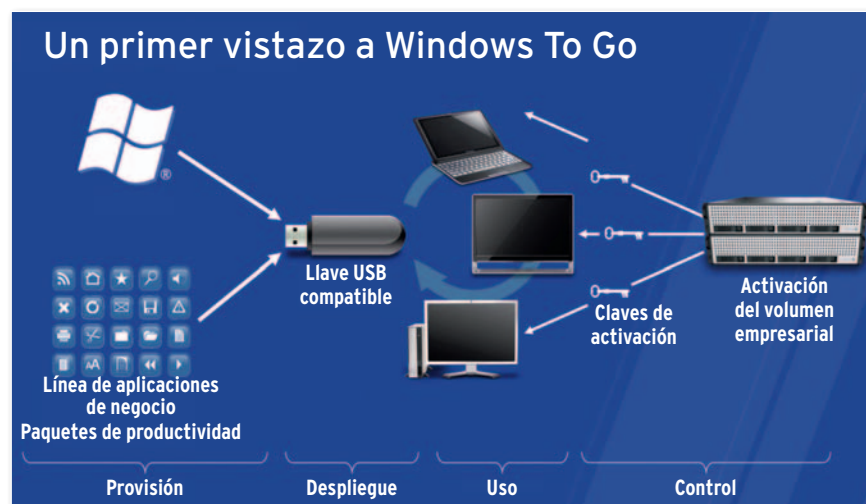 Un primer vistazo a Windows To Go
®
Llave USB
compatible
Línea de aplicaciones
de negocio
Paquetes de productividad
Claves de
activación
Activación
del volumen
empresarial
Provisión
Despliegue
Uso
Control